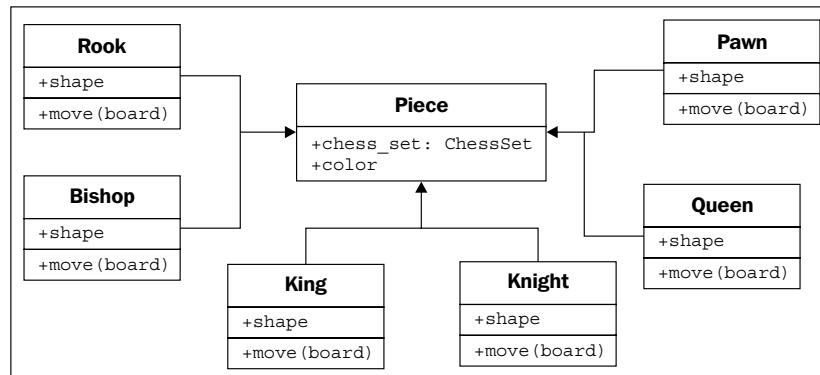 Rook
+shape
+move(board)
Pawn
+shape
+move(board)
Piece
+chess_set: ChessSet
+color
Bishop
+shape
+move(board)
Queen
+shape
+move(board)
King
+shape
+move(board)
Knight
+shape
+move(board)